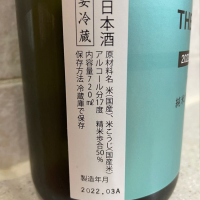 日本酒
要冷蔵
原材料名 米(国産)、米こうじ(国産米)
アルコール分17度 精米歩合50%
内容量720ml
保存方法 冷蔵庫で保存
製造年月
2022,03A
TH
202
純